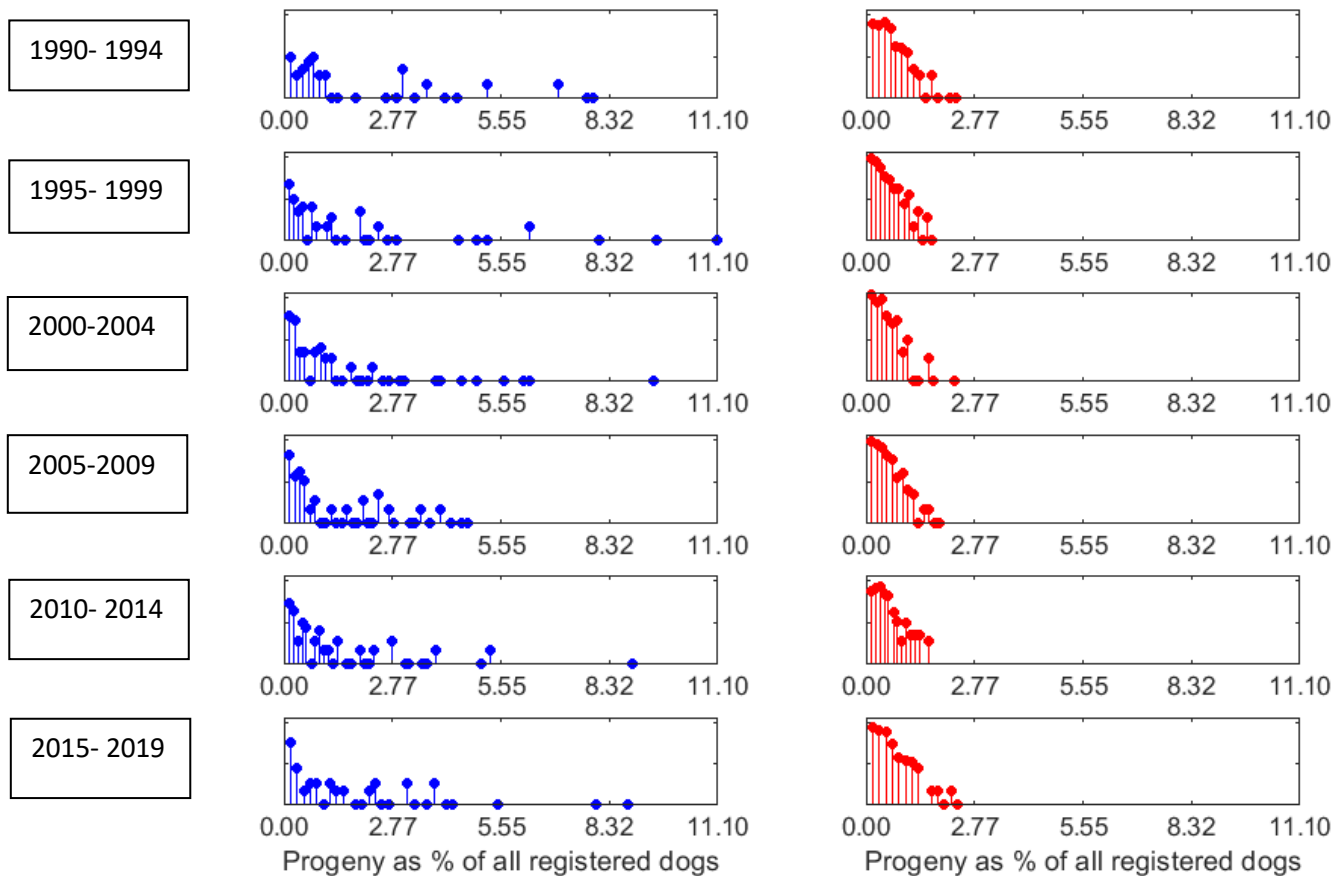 1990- 1994
0.00 2.77 5.55 8.32 11.10 0.00 2.77 5.55 8.32 11.10
1995- 1999
0.00 2.77 5.55 8.32 11.10 0.00 2.77 5.55 8.32 11.10
2000-2004
0.00 2.77 5.55 8.32 11.10 0.00 2.77 5.55 8.32 11.10
2005-2009
0.00 2.77 5.55 8.32 11.10 0.00 2.77 5.55 8.32 11.10
2010- 2014
0.00 2.77 5.55 8.32 11.10 0.00 2.77 5.55 8.32 11.10
2015- 2019
0.00 2.77 5.55 8.32 11.10 0.00 2.77 5.55 8.32 11.10
Progeny as % of all registered dogs Progeny as % of all registered dogs